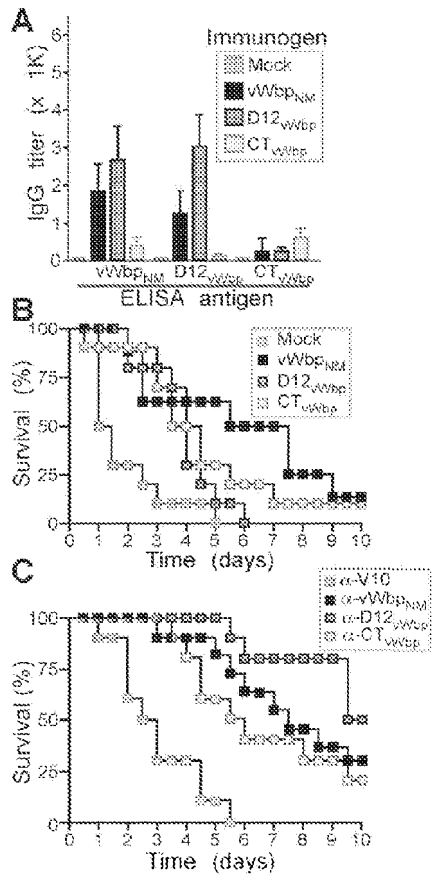 A
Immunogen
Mock
vWbpNM
D12vWbp
CTvWbp
IgG titer (x 1K)
6
5
4
3
2
1
0
vWbpNM D12vWbp CTvWbp
ELISA antigen
B
Mock
vWbpNM
D12vWbp
CTvWbp
Survival (%)
100
75
50
25
0
0 1 2 3 4 5 6 7 8 9 10
Time (days)
C
α-V10
α-vWbpNM
α-D12vWbp
α-CTvWbp
Survival (%)
100
75
50
25
0
0 1 2 3 4 5 6 7 8 9 10
Time (days)